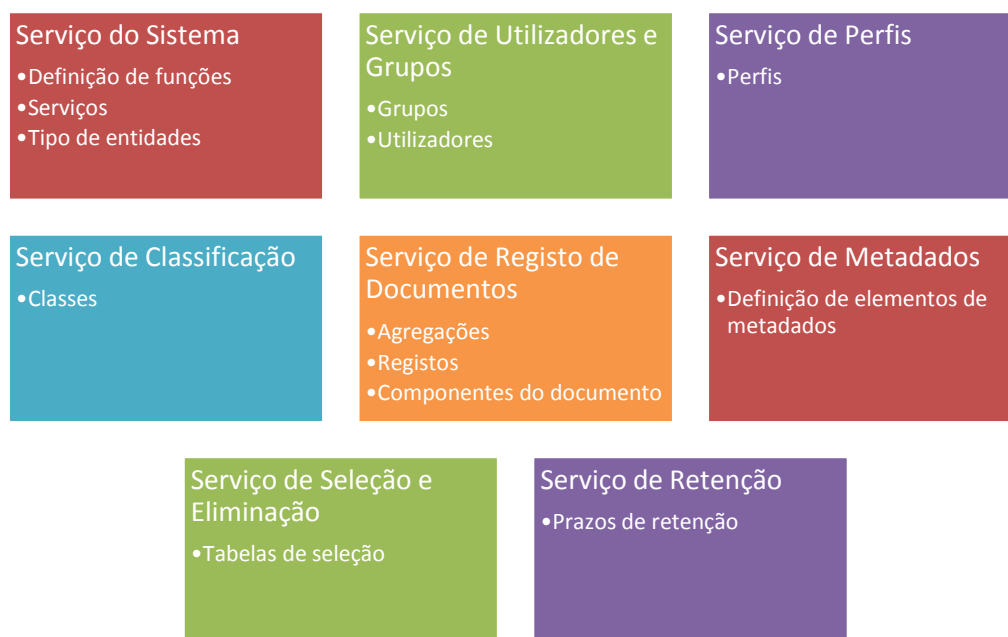 Serviço do Sistema
•Definição de funções
•Serviços
•Tipo de entidades
Serviço de Utilizadores e
Grupos
•Grupos
•Utilizadores
Serviço de Perfis
•Perfis
Serviço de Classificação
•Classes
Serviço de Registo de
Documentos
•Agregações
•Registos
•Componentes do documento
Serviço de Metadados
•Definição de elementos de
metadados
Serviço de Seleção e
Eliminação
•Tabelas de seleção
Serviço de Retenção
•Prazos de retenção